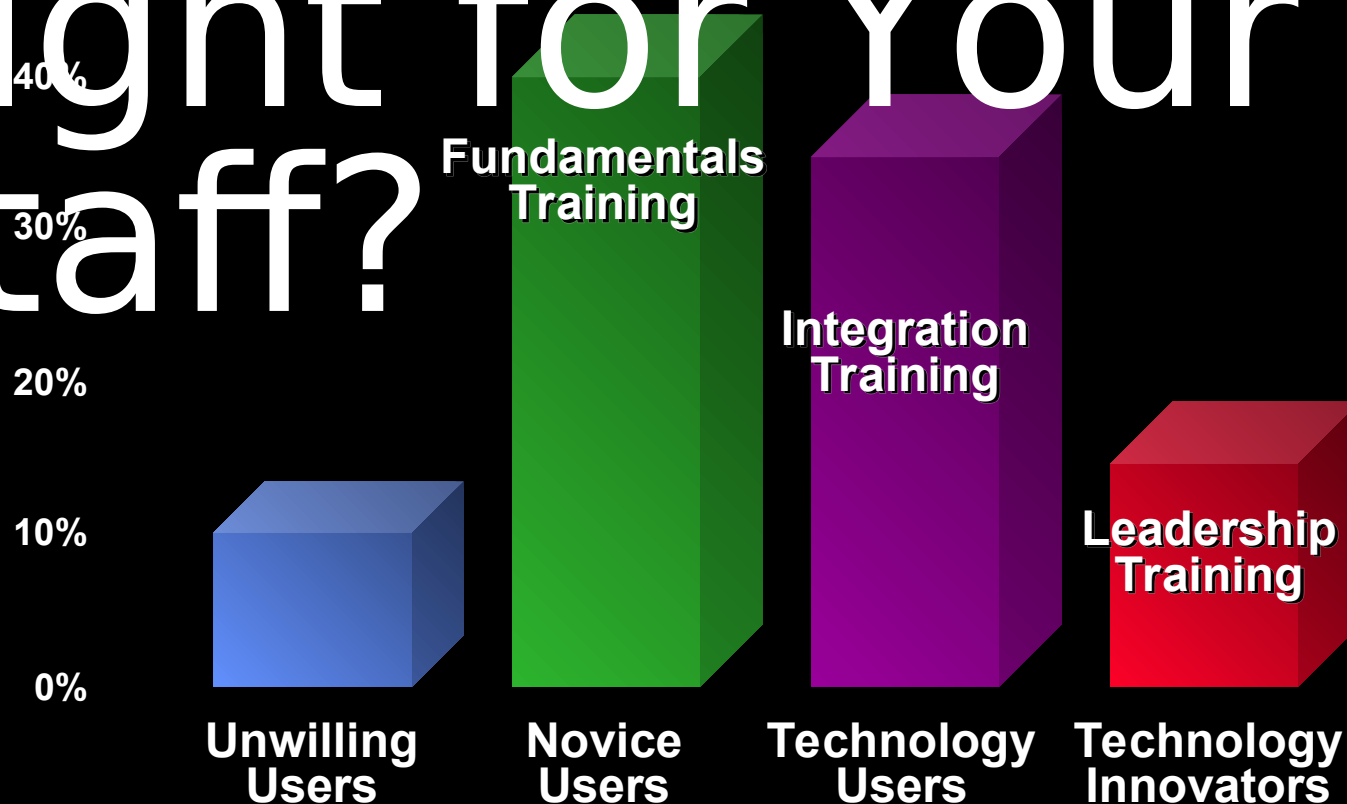 ght for Your
taff?
40%
30%
20%
10%
0%
Fundamentals
Training
Integration
Training
Leadership
Training
Unwilling
Users
Novice
Users
Technology
Users
Technology
Innovators